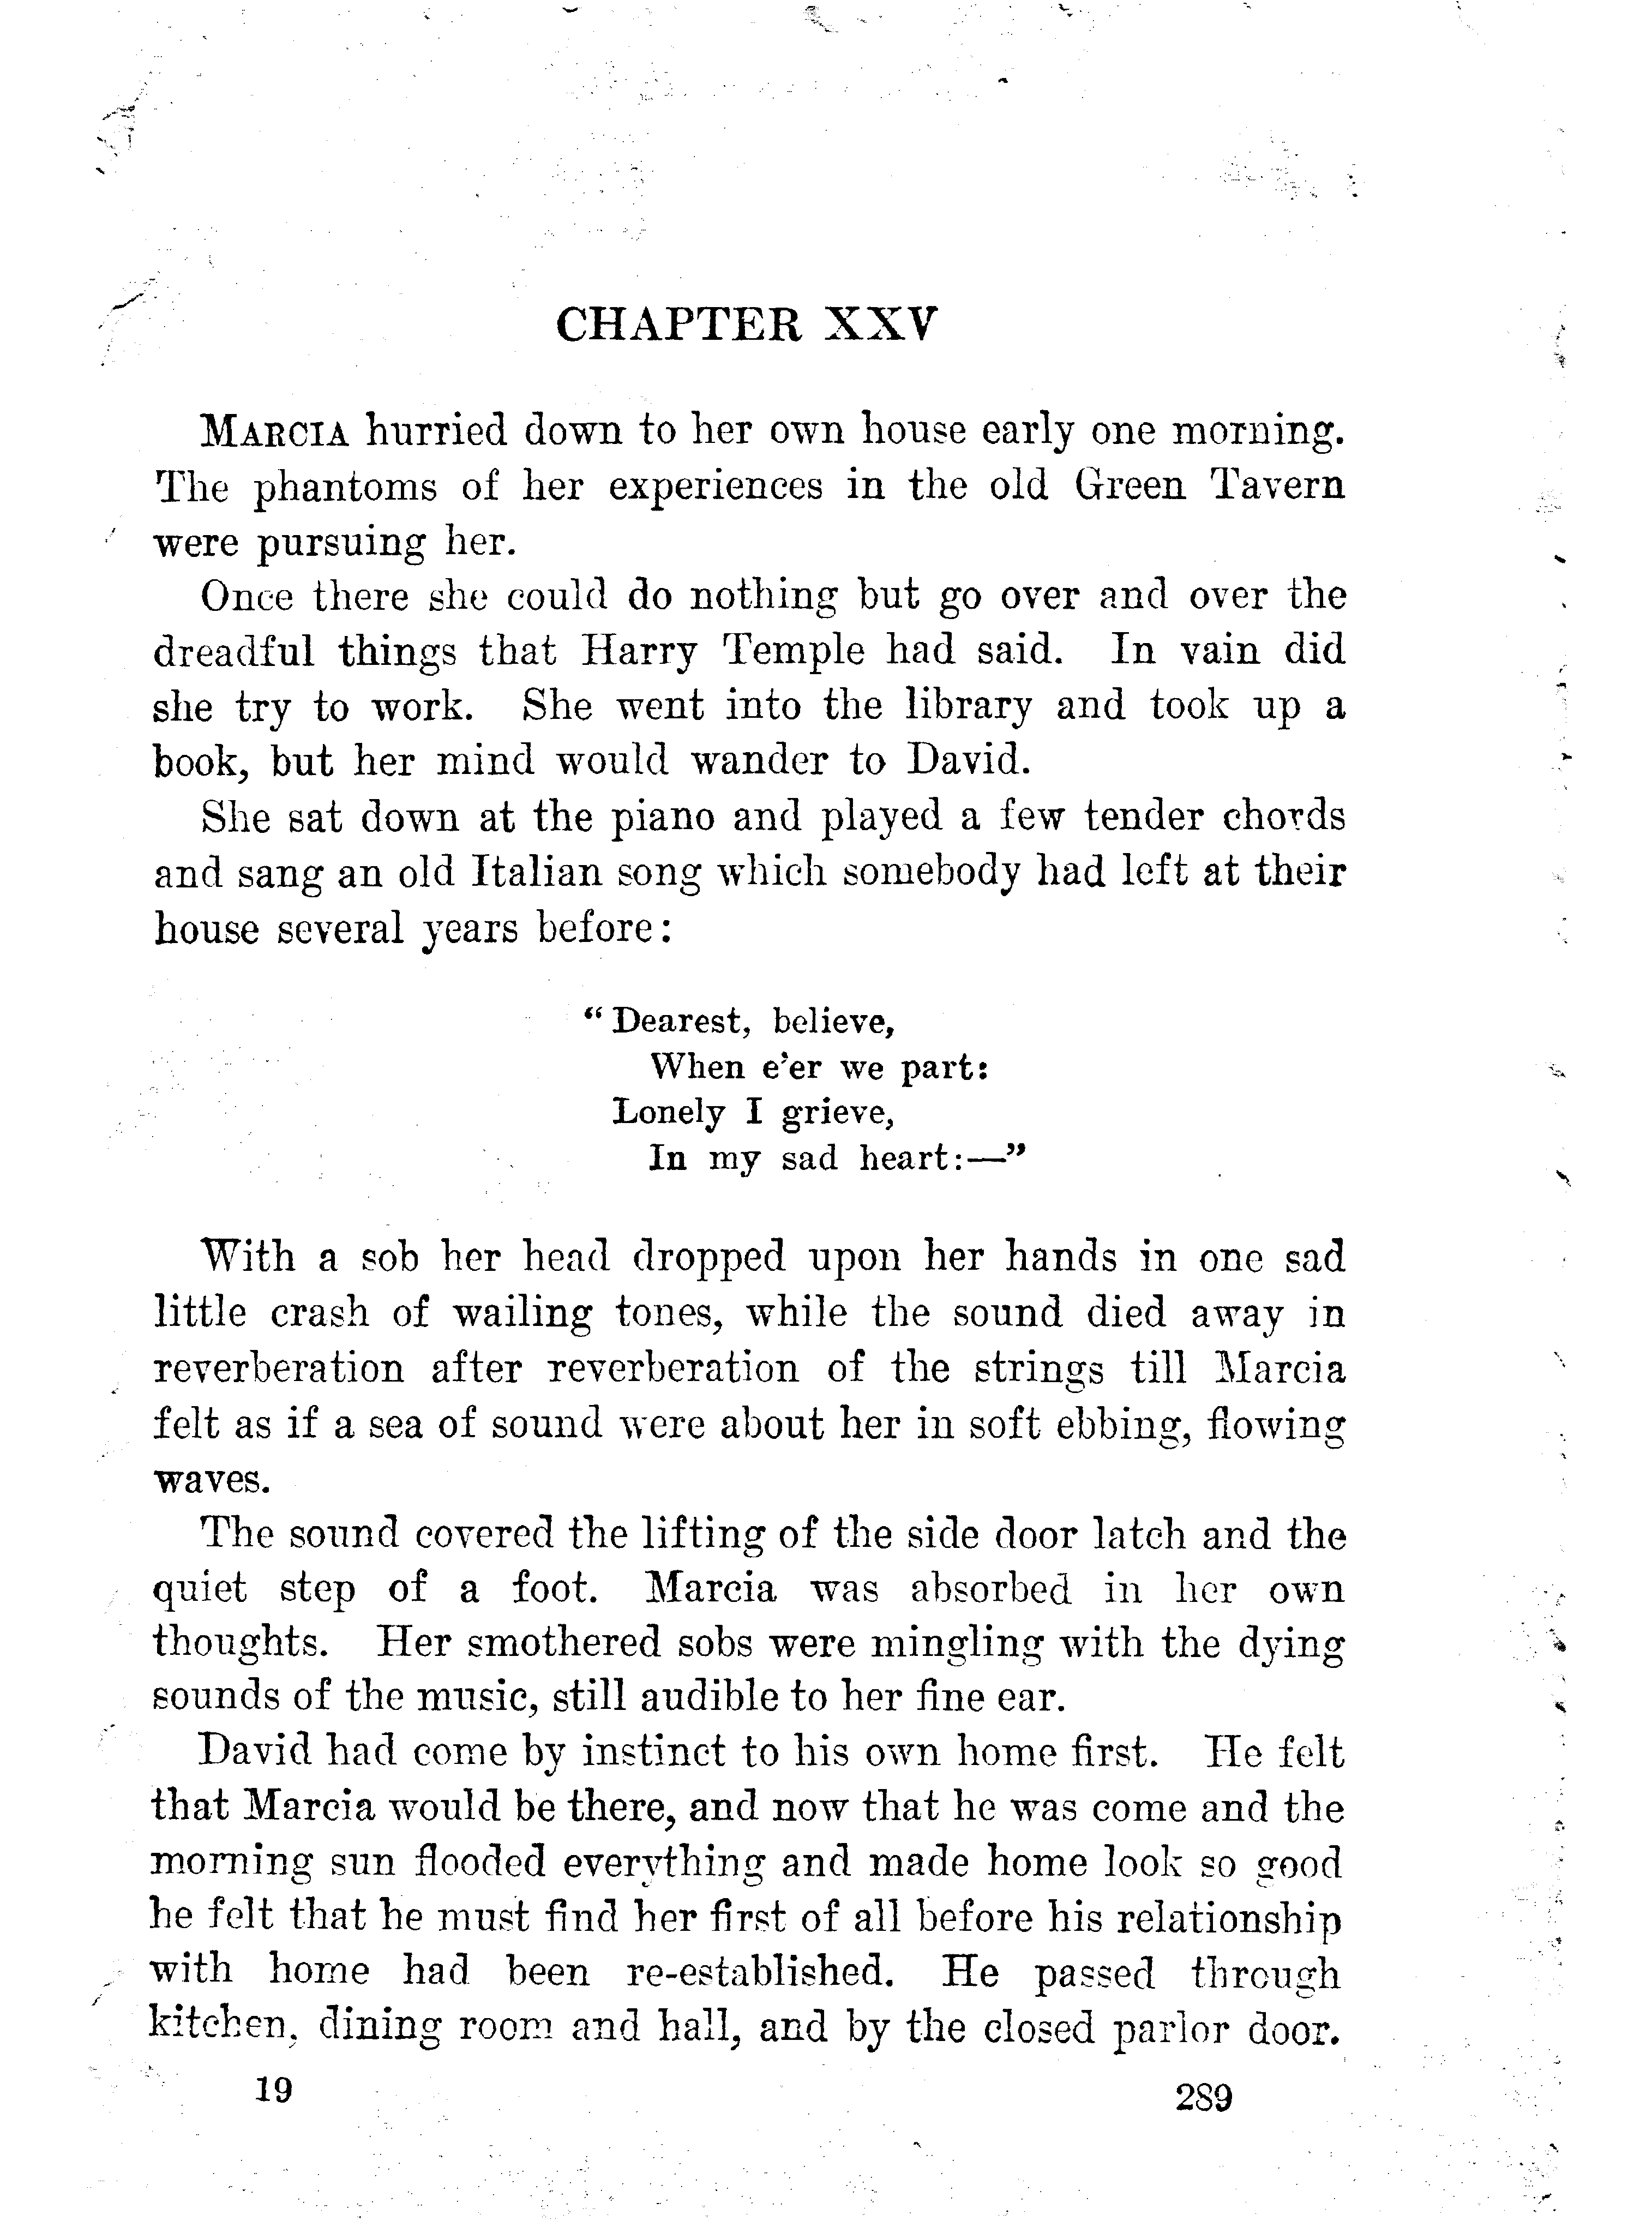 CHAPTER XXV
MARCIA hurried down to her own house early one morning.
The phantoms of her experiences in the old Green Tavern
were pursuing her.
Once there she could do nothing but go over and over the
dreadful things that Harry Temple had said. In vain did
she try to work. She went into the library and took up a
book, but her mind would wander to David.
She sat down at the piano and played a few tender chords
and sang an old Italian song which somebody had left at their
house several years before:
“Dearest, believe,
When e’er we part:
Lonely I grieve,
In my sad heart:—”
With a sob her head dropped upon her hands in one sad
little crash of wailing tones, while the sound died away in
reverberation after reverberation of the strings till Marcia
felt as if a sea of sound were about her in soft ebbing, flowing
waves.
The sound covered the lifting of the side door latch and the
quiet step of a foot. Marcia was absorbed in her own
thoughts. Her smothered sobs were mingling with the dying
sounds of the music, still audible to her fine ear.
David had come by instinct to his own home first. He felt
that Marcia would be there, and now that he was come and the
morning sun flooded everything and made home look so good
he felt that he must find her first of all before his relationship
with home had been re-established. He passed through
kitchen, dining room and hall, and by the closed parlor door.
19 289